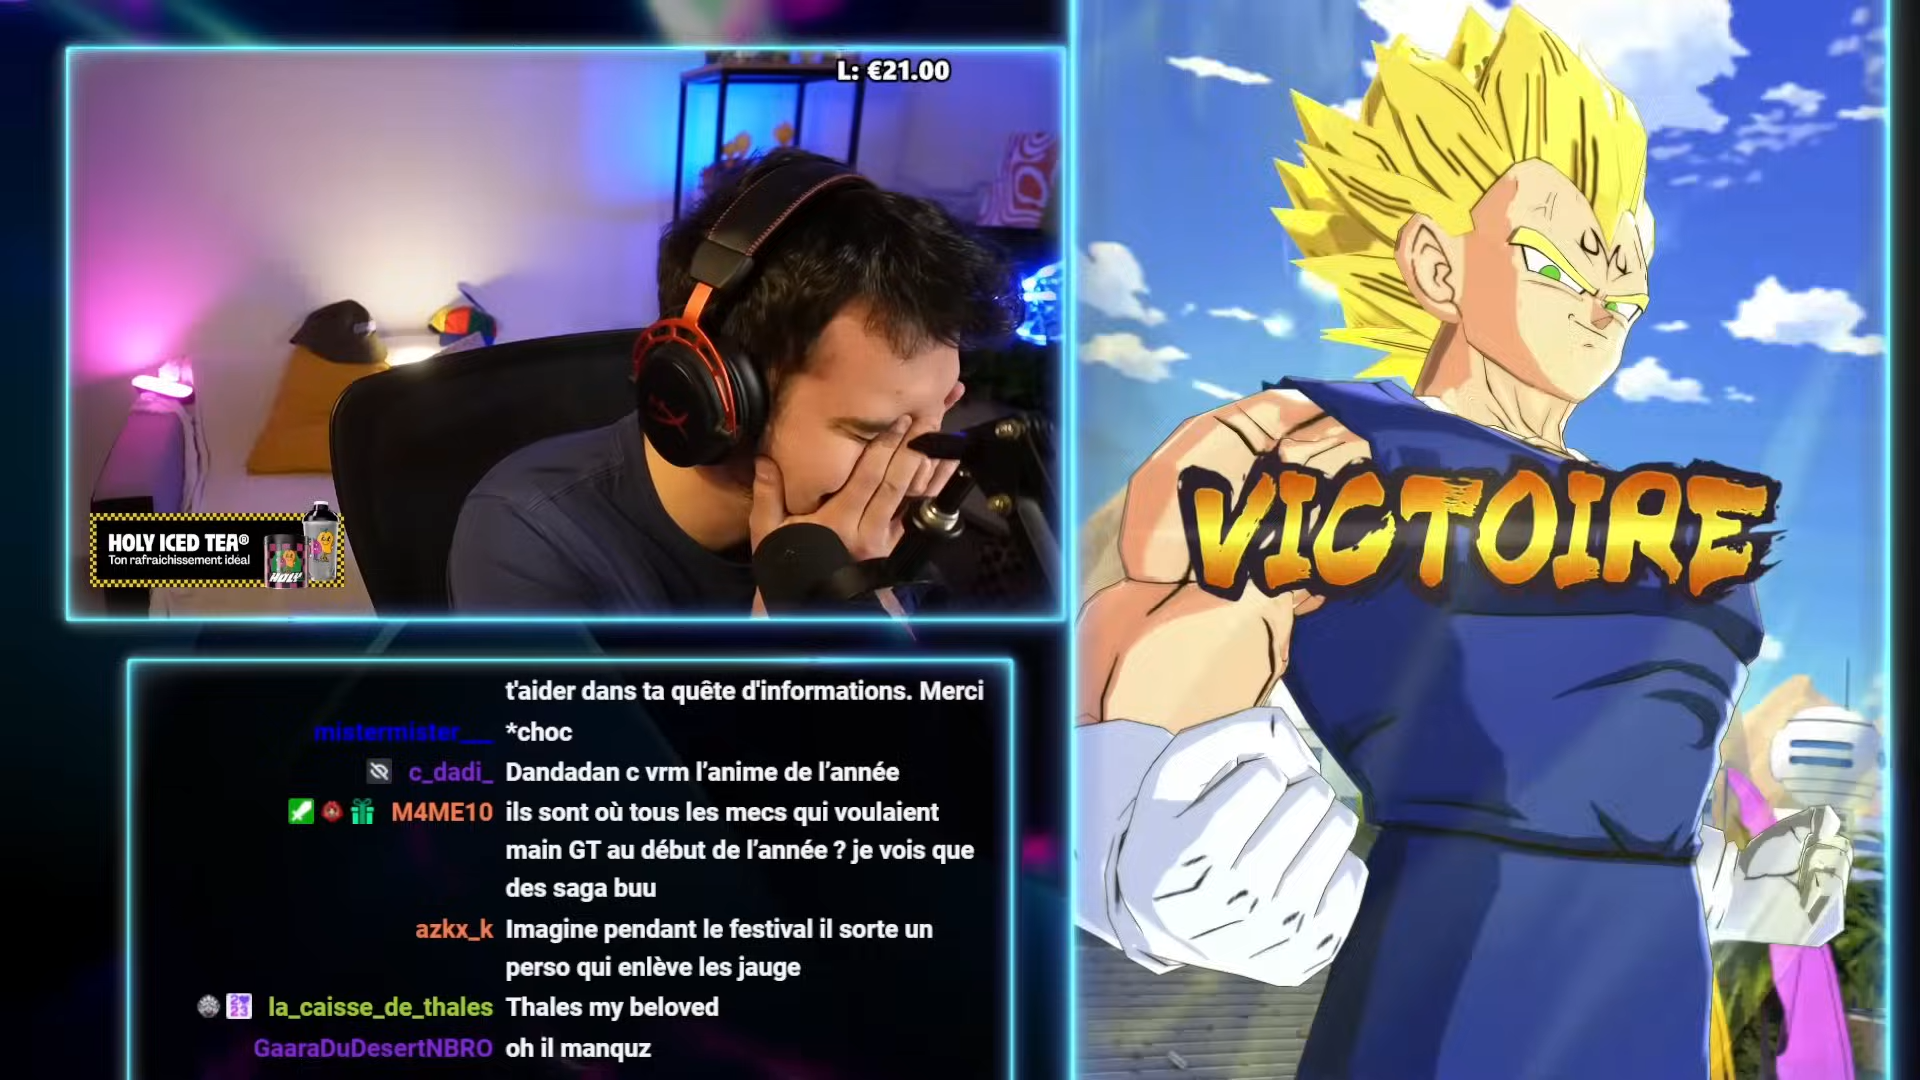 L: €21.00
HOLY ICED TEA®
Ton rafraichissement idéal
HOLY
VICTOIRE
t'aider dans ta quête d'informations. Merci
mistermister___ *choc
c_dadi_ Dandadan c vrm l’anime de l’année
M4ME10 ils sont où tous les mecs qui voulaient
main GT au début de l’année ? je vois que
des saga buu
azkx_k Imagine pendant le festival il sorte un
perso qui enlève les jauge
la_caisse_de_thales Thales my beloved
GaaraDuDesertNBRO oh il manquz